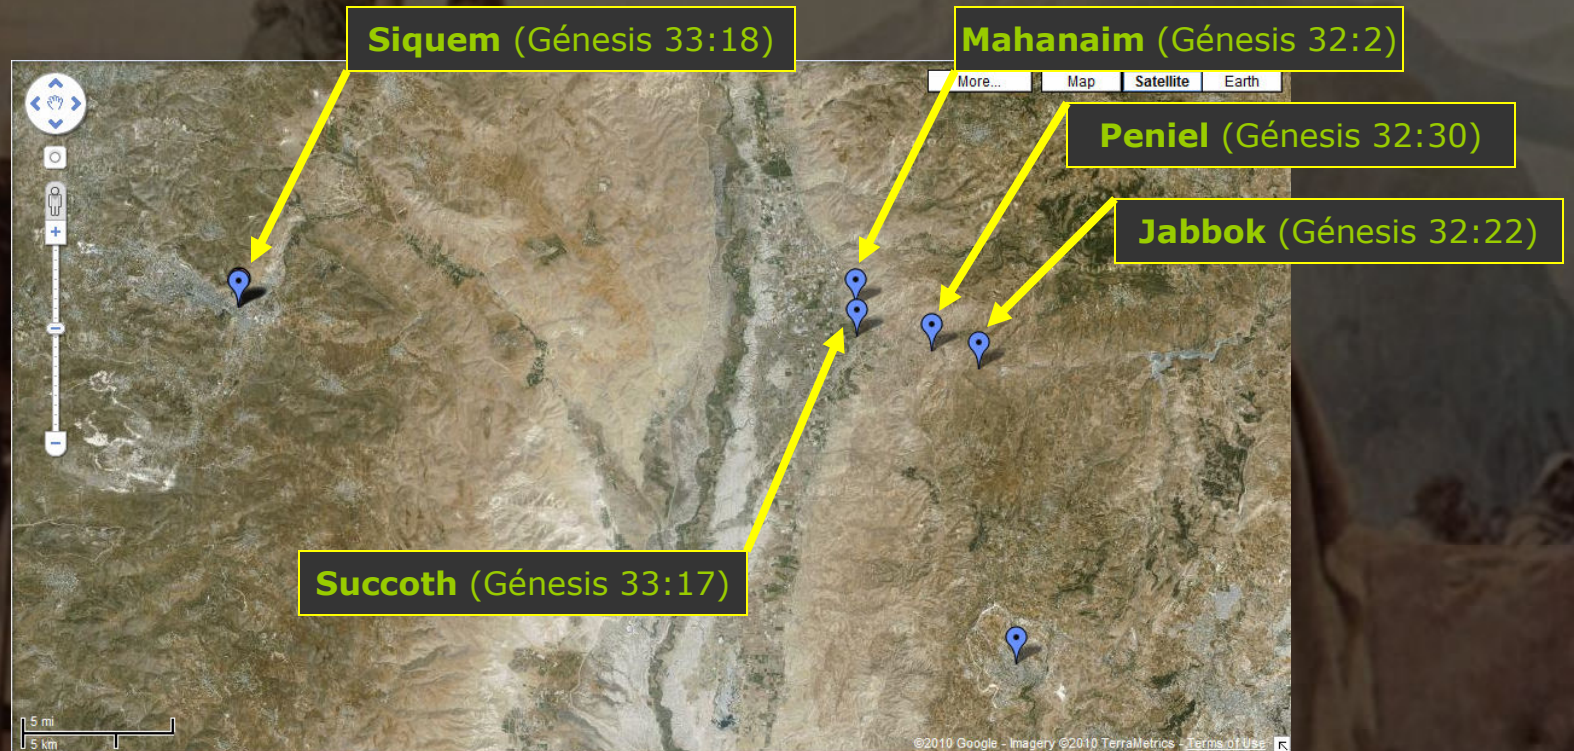 Siquem (Génesis 33:18)
Mahanaim (Génesis 32:2)
More...
Map
Satellite
Earth
Peniel (Génesis 32:30)
Jabbok (Génesis 32:22)
+
-
Succoth (Génesis 33:17)
5 mi
5 km
©2010 Google - Imagery ©2010 TerraMetrics - Terms of Use